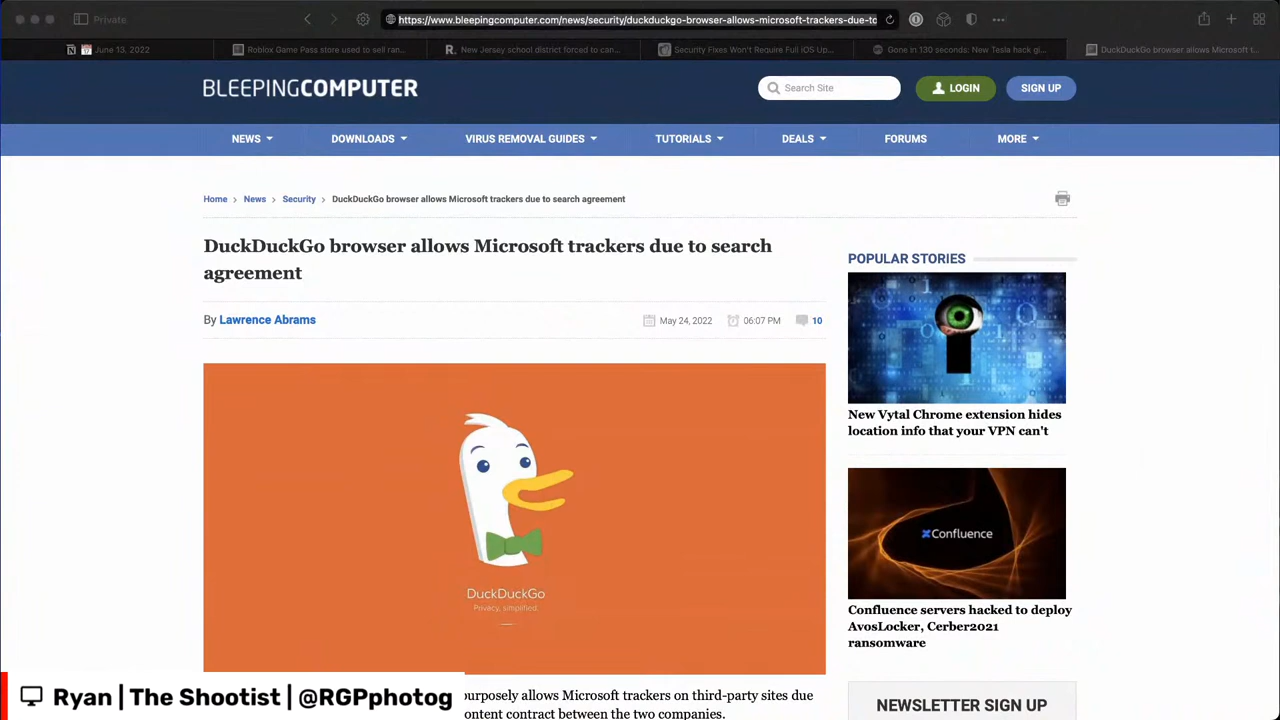 Private
https://www.bleepingcomputer.com/news/security/duckduckgo-browser-allows-microsoft-trackers-due-to
June 13, 2022
Roblox Game Pass store used to sell ran...
New Jersey school district forced to can...
Security Fixes Won't Require Full iOS Up...
Gone in 130 seconds: New Tesla hack gi...
DuckDuckGo browser allows Microsoft t...
BLEEPINGCOMPUTER
Search Site
LOGIN
SIGN UP
NEWS
DOWNLOADS
VIRUS REMOVAL GUIDES
TUTORIALS
DEALS
FORUMS
MORE
Home > News > Security > DuckDuckGo browser allows Microsoft trackers due to search agreement
DuckDuckGo browser allows Microsoft trackers due to search
agreement
By Lawrence Abrams
May 24, 2022
06:07 PM
10
DuckDuckGo
Privacy, simplified.
urposely allows Microsoft trackers on third-party sites due
ontent contract between the two companies.
POPULAR STORIES
New Vytal Chrome extension hides
location info that your VPN can't
Confluence
Confluence servers hacked to deploy
AvosLocker, Cerber2021
ransomware
NEWSLETTER SIGN UP
Ryan | The Shootist | @RGPphotog